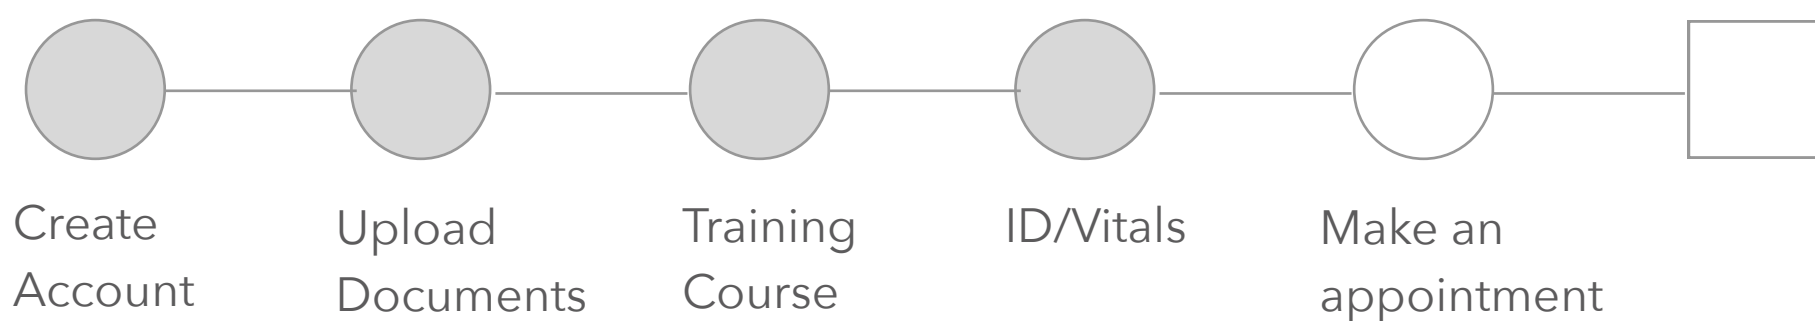 Create
Account
Upload
Documents
Training
Course
ID/Vitals
Make an
appointment